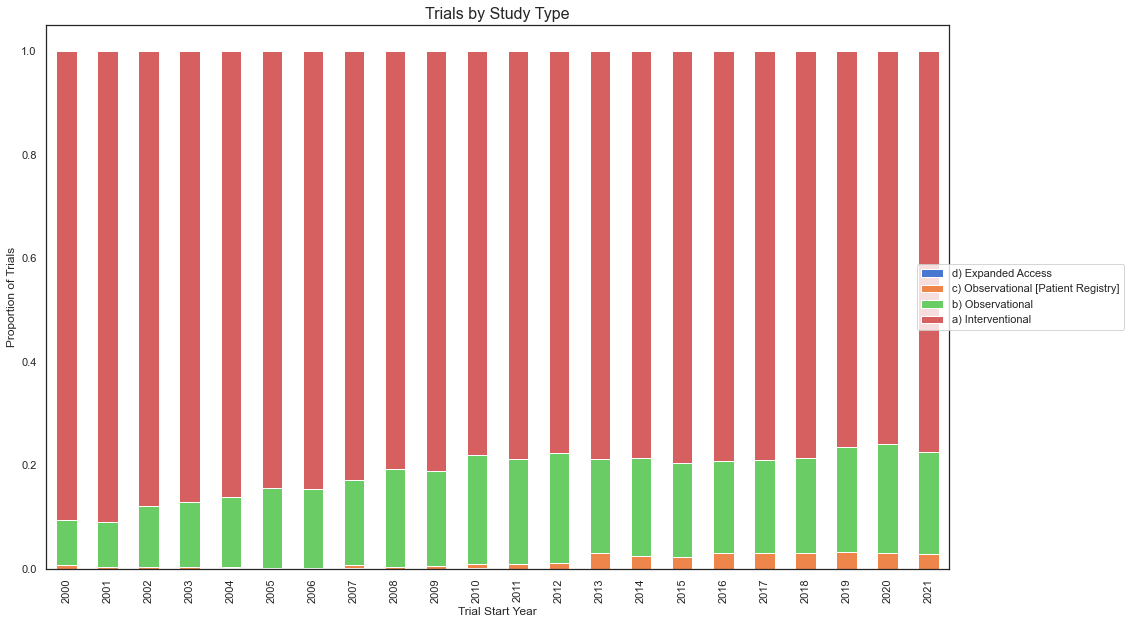 Trials by Study Type
1.0
0.8
0.6
0.4
0.2
0.0
Proportion of Trials
d) Expanded Access
c) Observational [Patient Registry]
b) Observational
a) Interventional
2000 2001 2002 2003 2004 2005 2006 2007 2008 2009 2010 2011 2012 2013 2014 2015 2016 2017 2018 2019 2020 2021
Trial Start Year